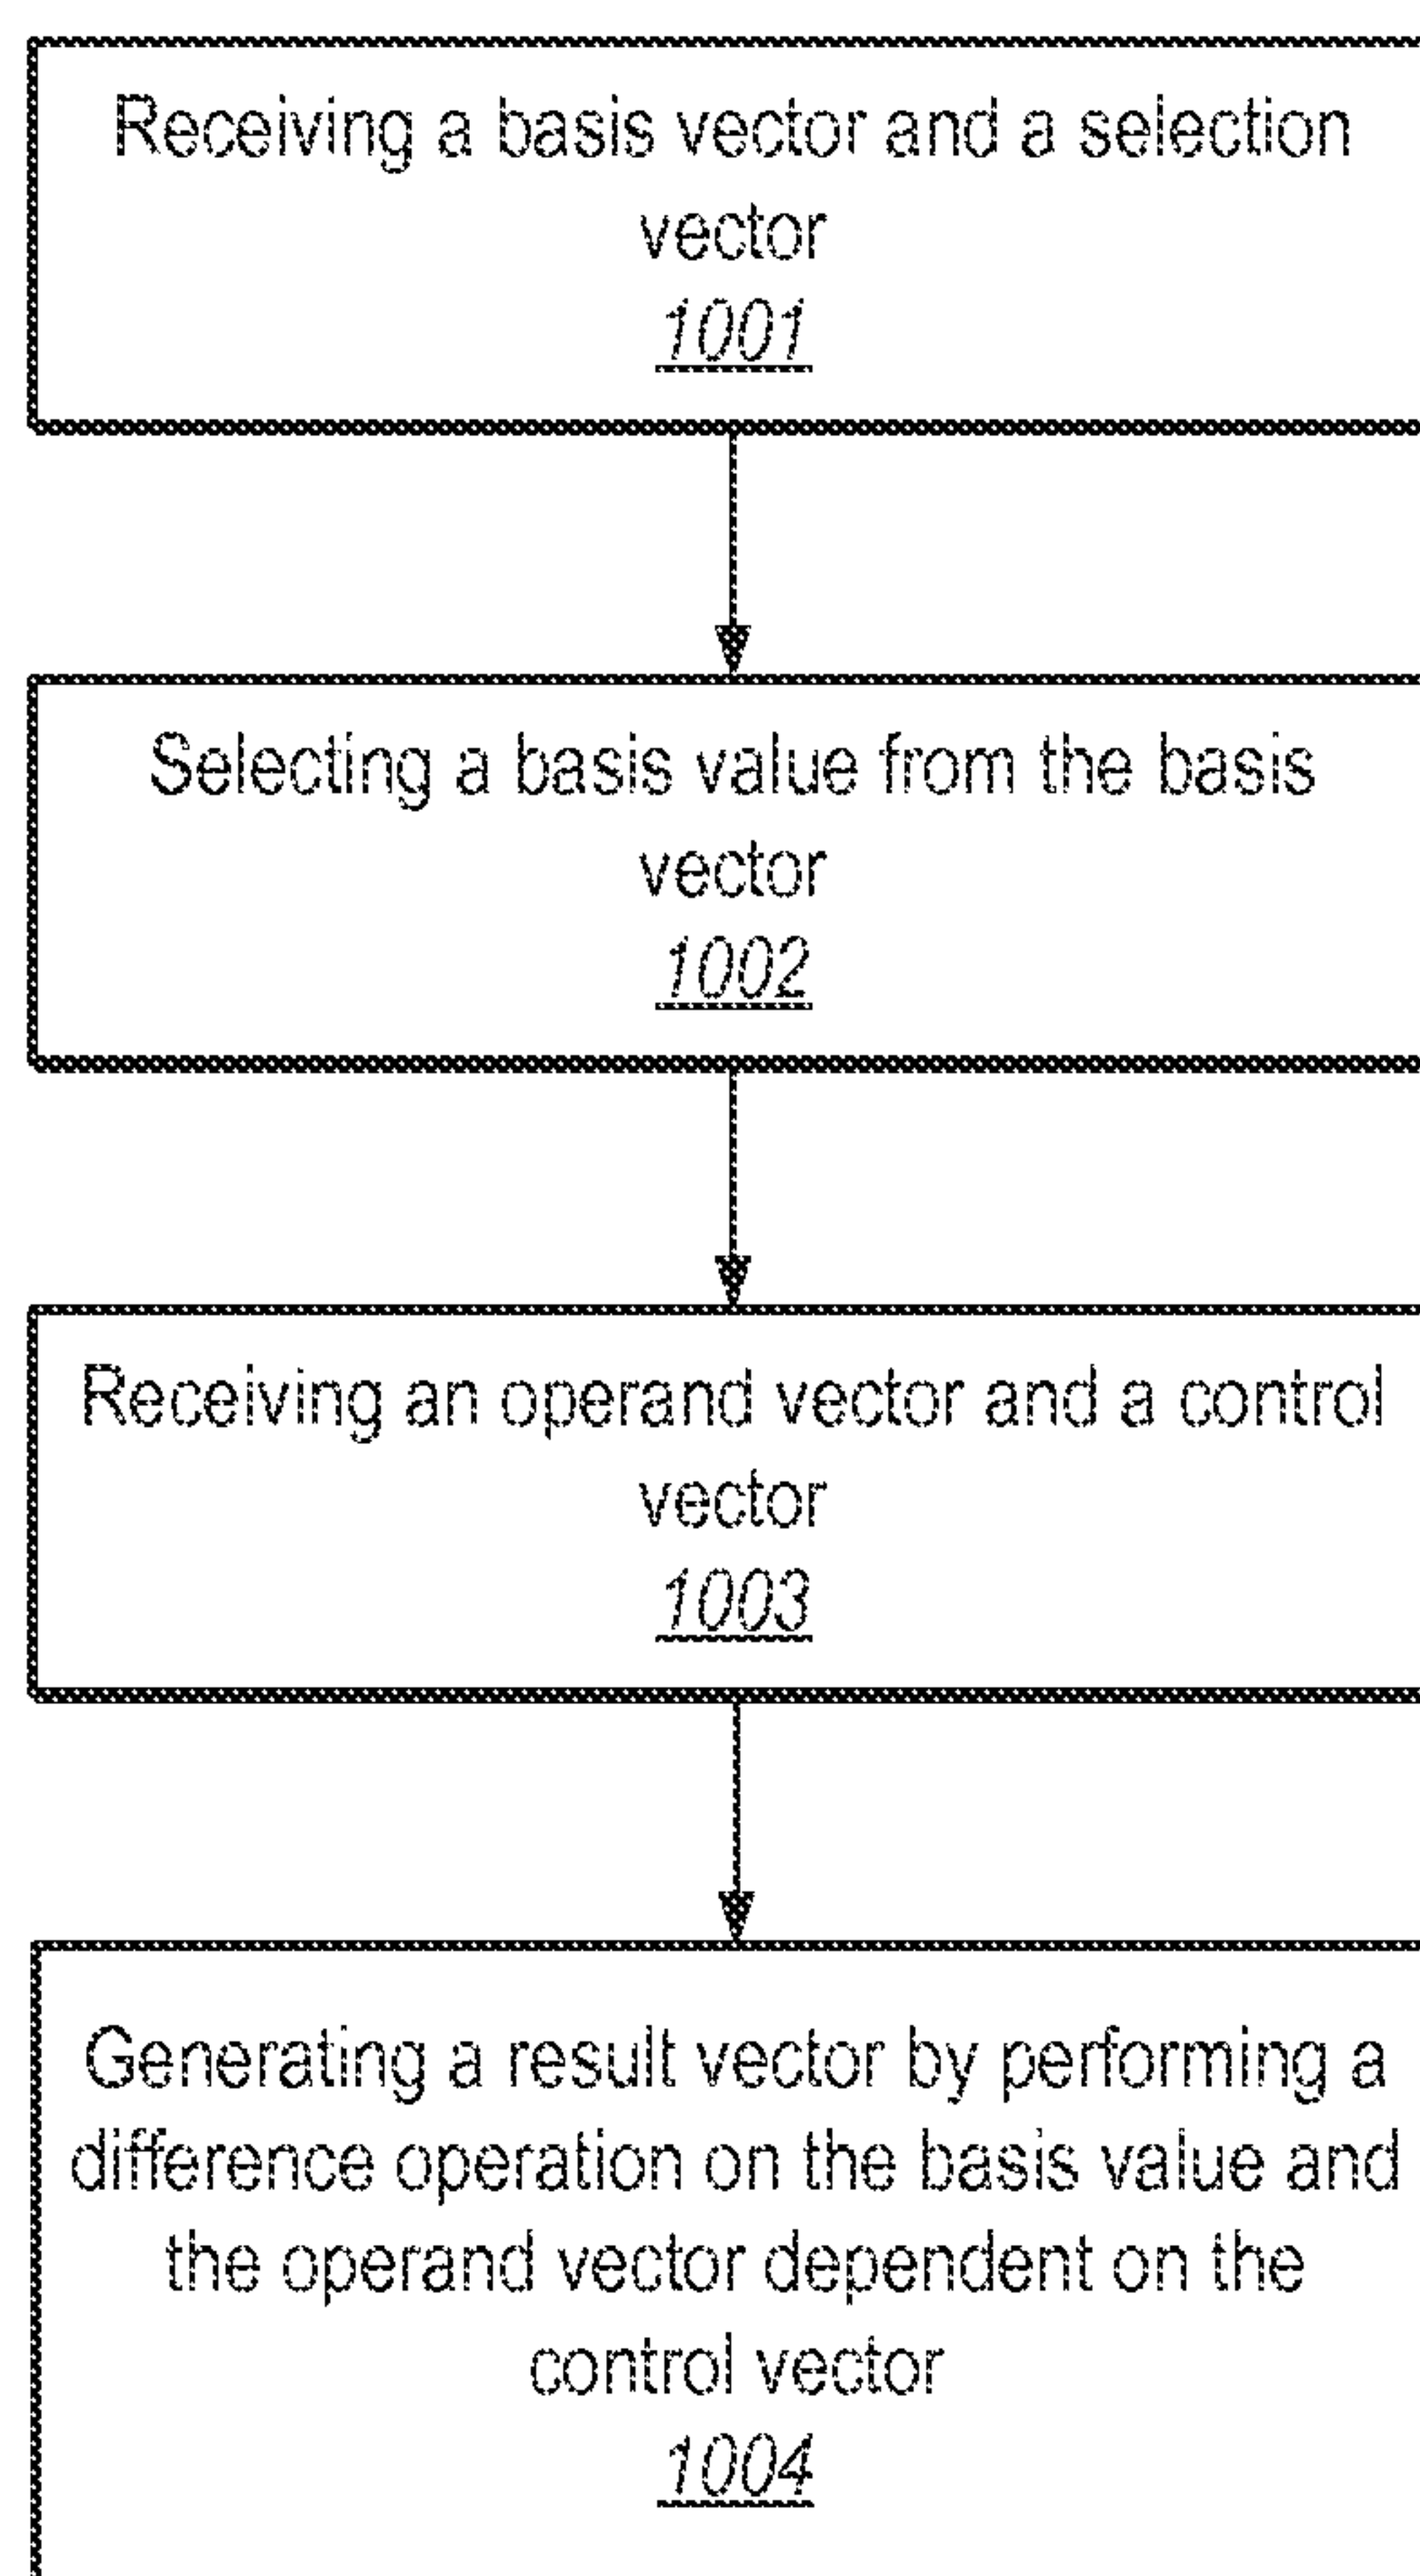 Receiving a basis vector and a selection
vector
1001
Selecting a basis value from the basis
vector
1002
Receiving an operand vector and a control
vector
1003
Generating a result vector by performing a
difference operation on the basis value and
the operand vector dependent on the
control vector
1004